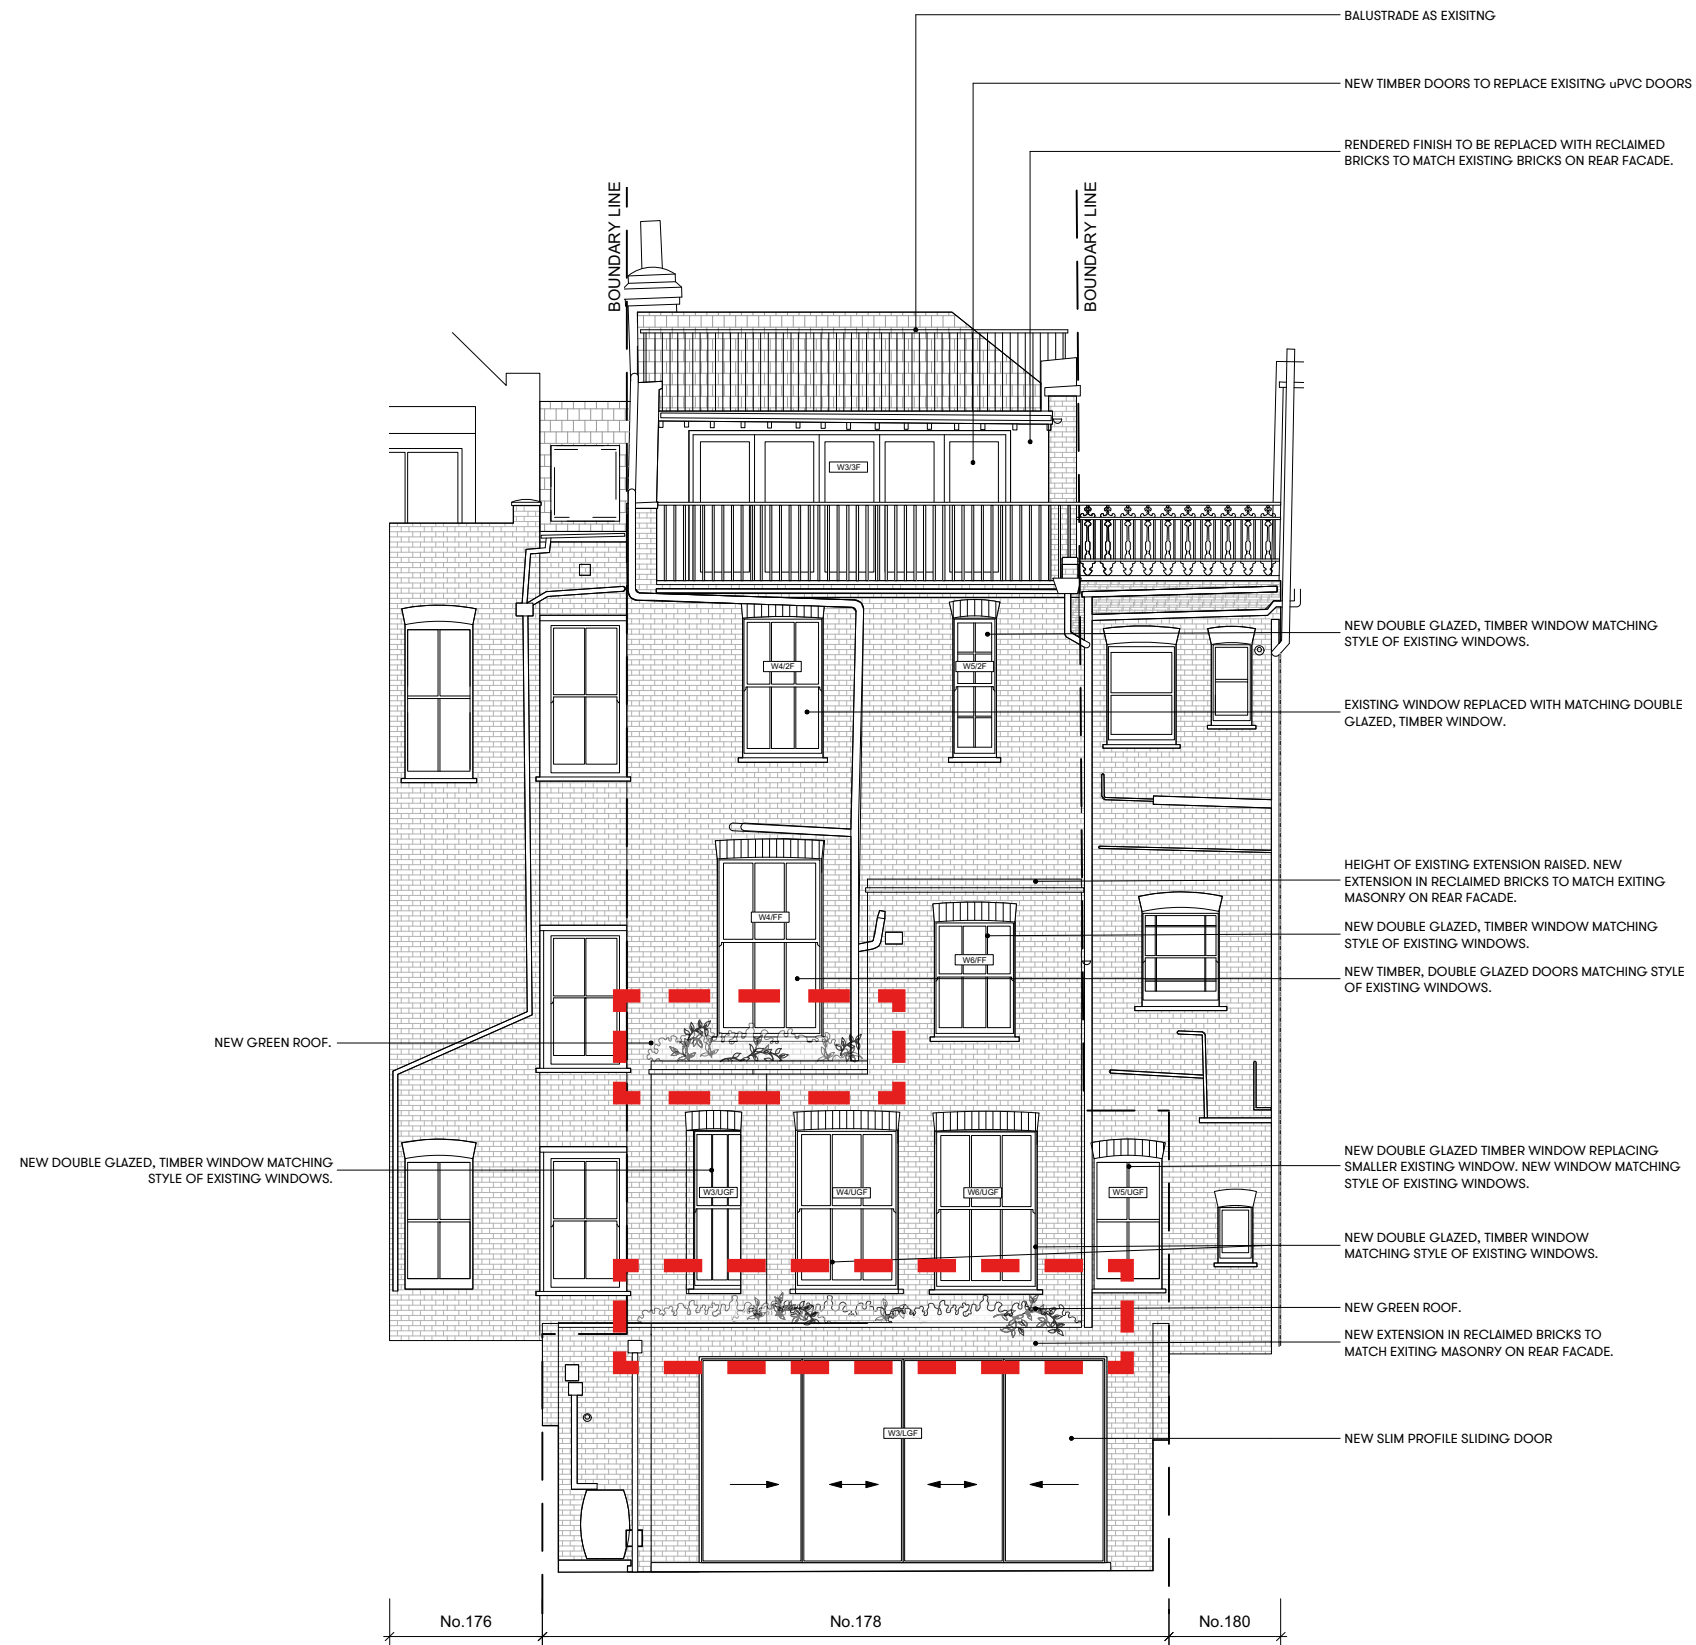 BALUSTRADE AS EXISITNG
NEW TIMBER DOORS TO REPLACE EXISITNG uPVC DOORS
RENDERED FINISH TO BE REPLACED WITH RECLAIMED
BRICKS TO MATCH EXISTING BRICKS ON REAR FACADE.
BOUNDARY LINE
BOUNDARY LINE
W3/3F
NEW DOUBLE GLAZED, TIMBER WINDOW MATCHING
STYLE OF EXISTING WINDOWS.
W4/2F
W5/2F
EXISTING WINDOW REPLACED WITH MATCHING DOUBLE
GLAZED, TIMBER WINDOW.
HEIGHT OF EXISTING EXTENSION RAISED. NEW
EXTENSION IN RECLAIMED BRICKS TO MATCH EXITING
MASONRY ON REAR FACADE.
W4/FF
NEW DOUBLE GLAZED, TIMBER WINDOW MATCHING
STYLE OF EXISTING WINDOWS.
W6/FF
NEW TIMBER, DOUBLE GLAZED DOORS MATCHING STYLE
OF EXISTING WINDOWS.
NEW GREEN ROOF.
NEW DOUBLE GLAZED, TIMBER WINDOW MATCHING
STYLE OF EXISTING WINDOWS.
NEW DOUBLE GLAZED TIMBER WINDOW REPLACING
SMALLER EXISTING WINDOW. NEW WINDOW MATCHING
STYLE OF EXISTING WINDOWS.
W3/UGF
W4/UGF
W6/UGF
W5/UGF
NEW DOUBLE GLAZED, TIMBER WINDOW
MATCHING STYLE OF EXISTING WINDOWS.
NEW GREEN ROOF.
NEW EXTENSION IN RECLAIMED BRICKS TO
MATCH EXITING MASONRY ON REAR FACADE.
W3/LGF
NEW SLIM PROFILE SLIDING DOOR
No.176
No.178
No.180